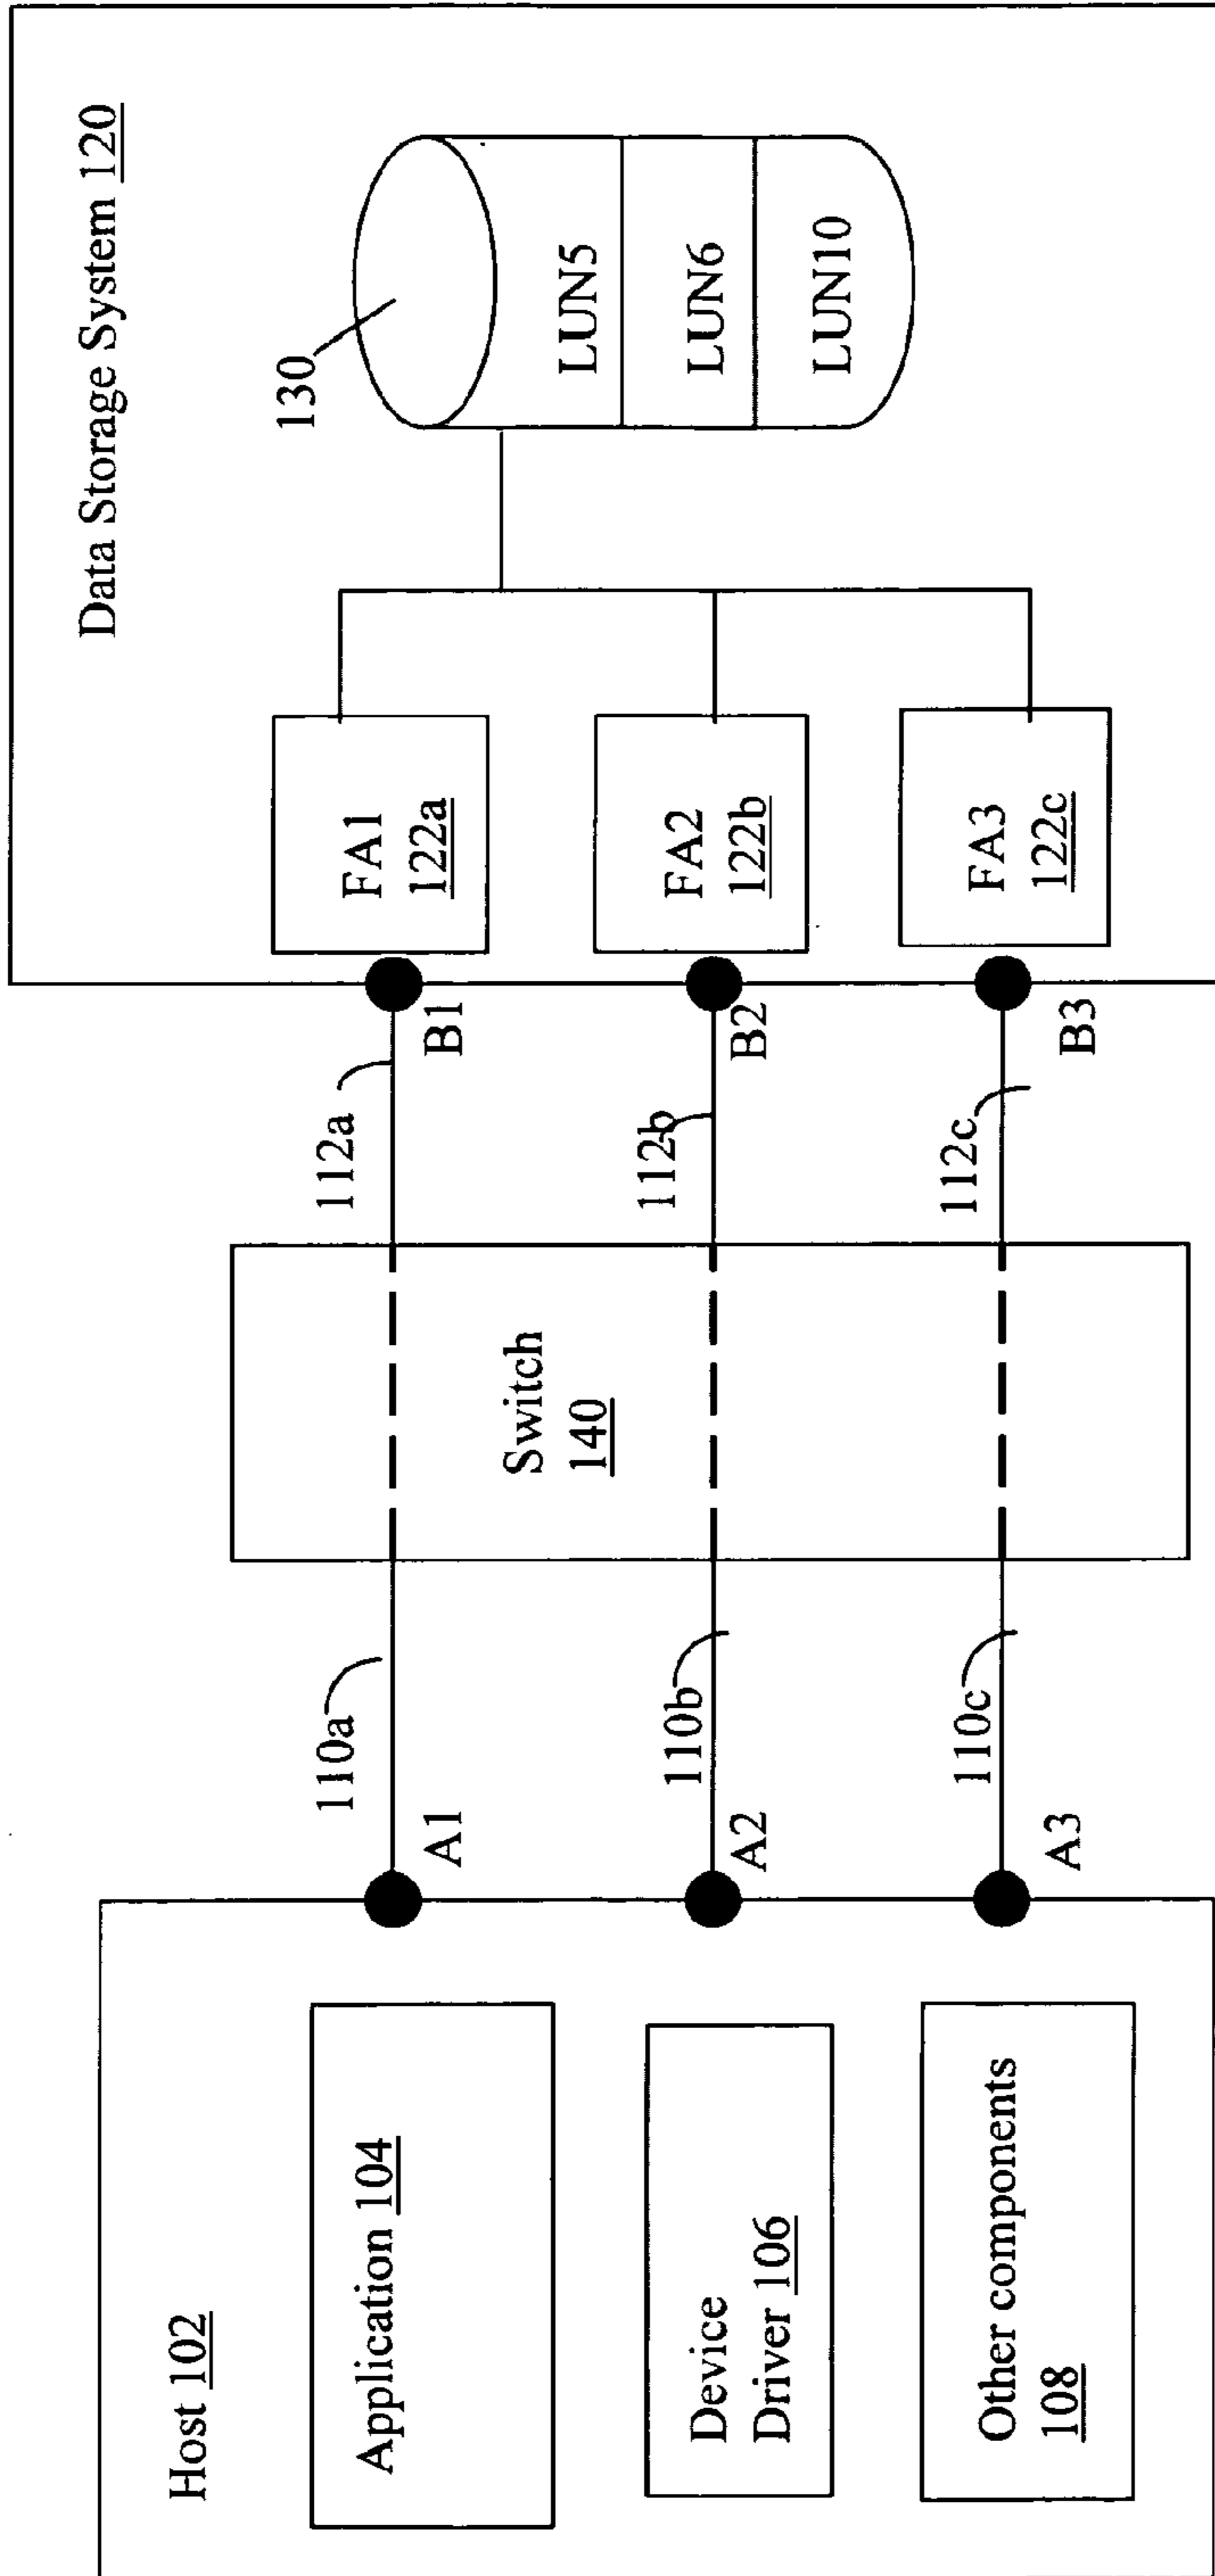 Host 102
Application 104
Device
Driver 106
Other components
108
A1
A2
A3
110a
110b
110c
Switch
140
112a
112b
112c
B1
B2
B3
Data Storage System 120
FA1
122a
FA2
122b
FA3
122c
130
LUN5
LUN6
LUN10